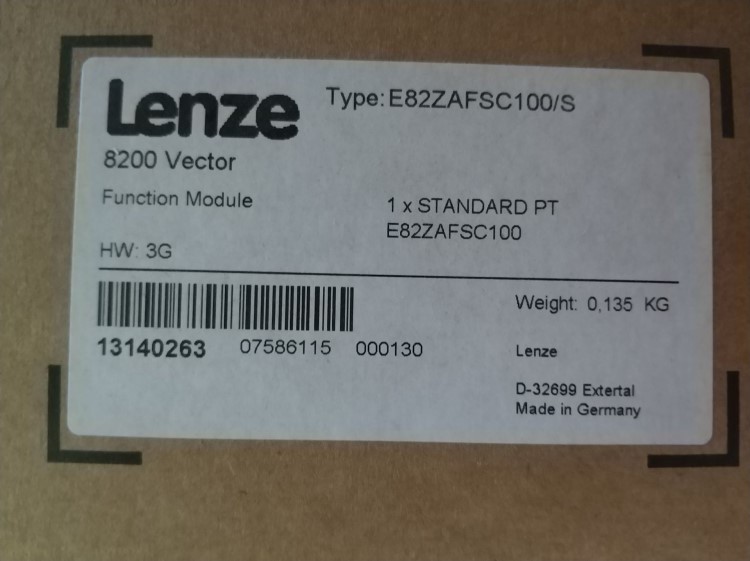 Lenze
Type: E82ZAFSC100/S
8200 Vector
Function Module
1 x STANDARD PT
E82ZAFSC100
HW: 3G
Weight: 0,135 KG
13140263 07586115 000130
Lenze
D-32699 Extertal
Made in Germany